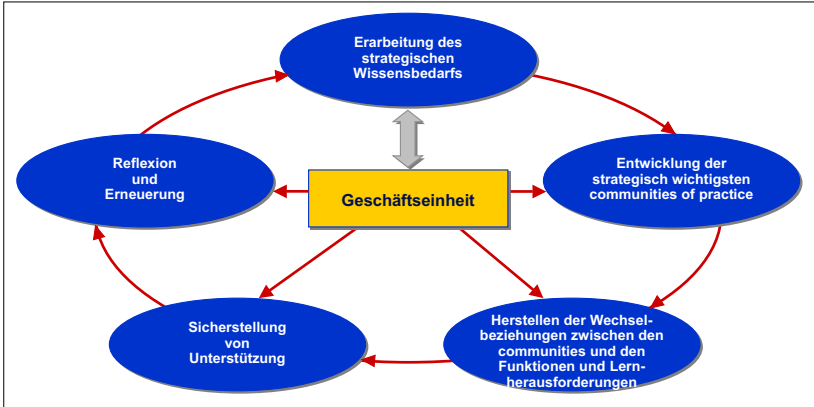 Erarbeitung des
strategischen
Wissensbedarfs
Reflexion
und
Erneuerung
Entwicklung der
strategisch wichtigsten
communities of practice
Geschäftseinheit
Sicherstellung
von
Unterstützung
Herstellen der Wechsel-
beziehungen zwischen den
communities und den
Funktionen und Lern-
herausforderungen